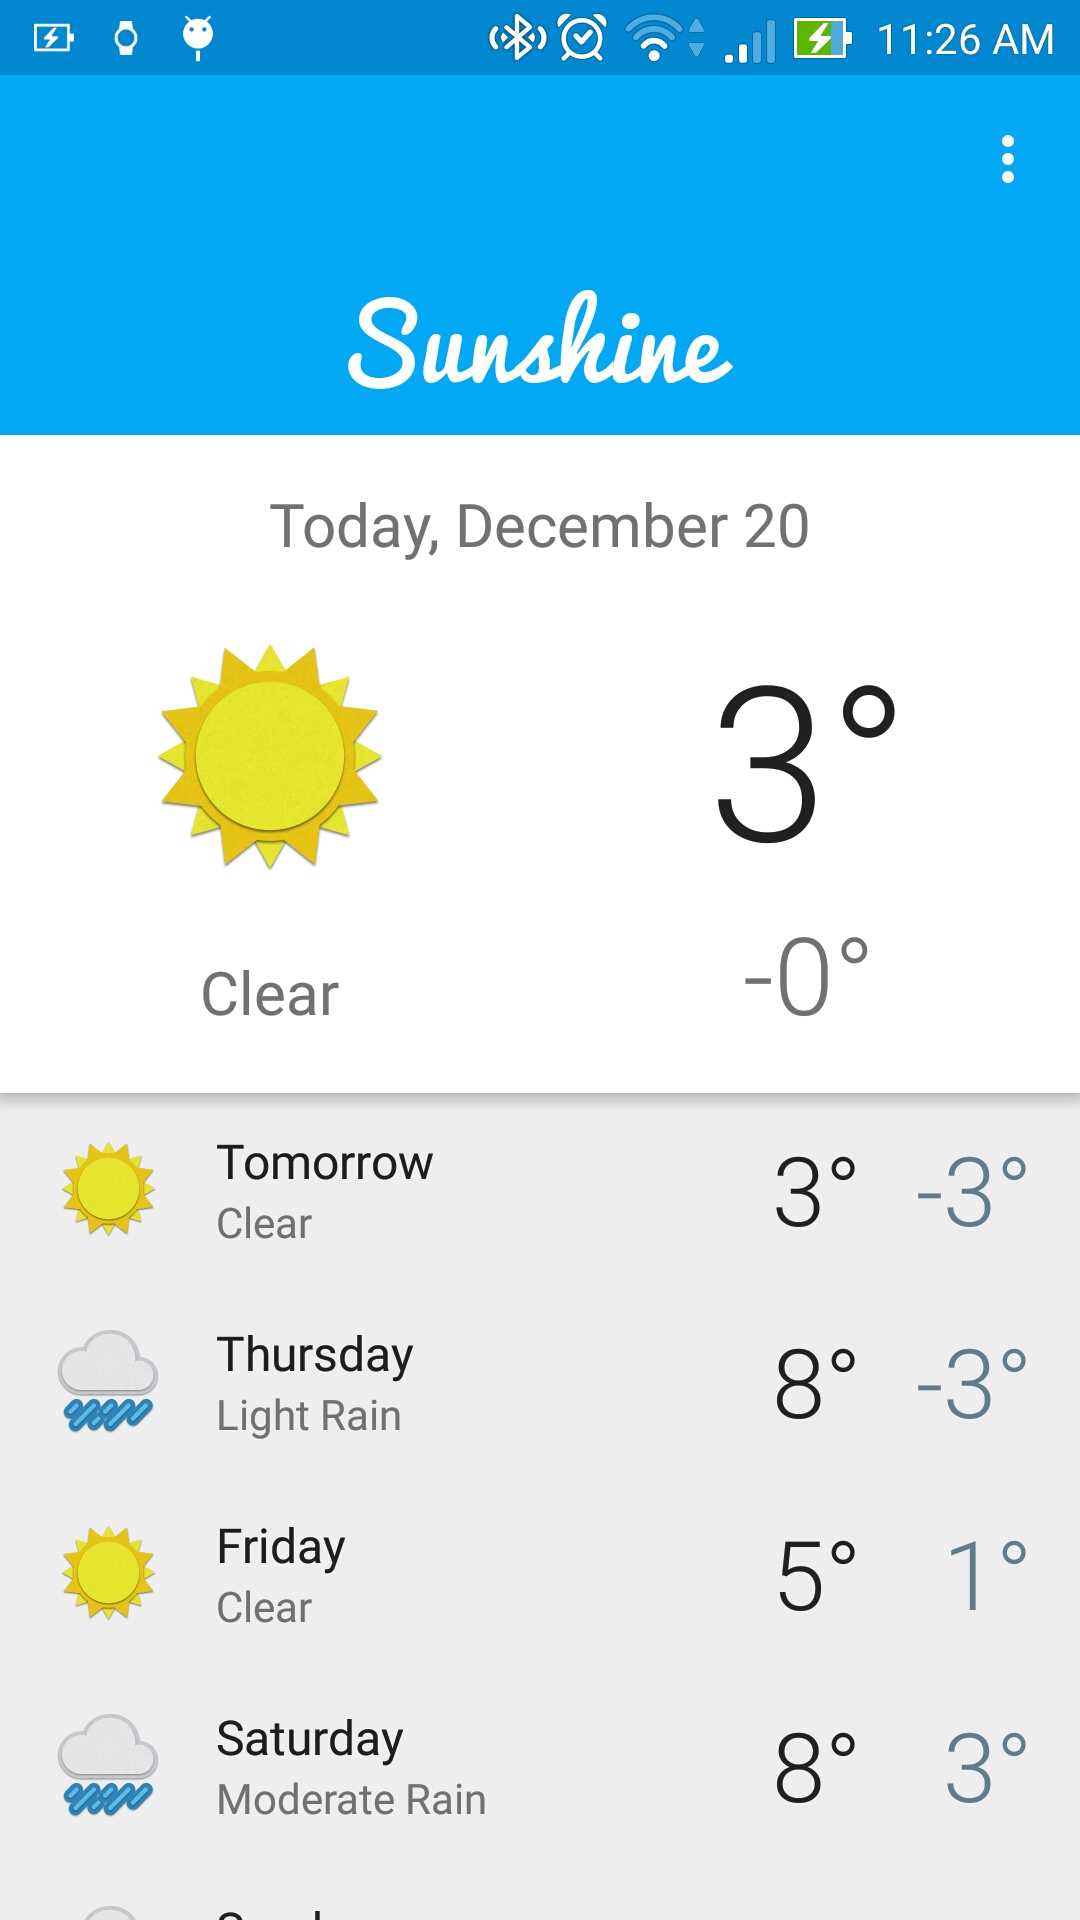 11:26 AM
Sunshine
Today, December 20
3°
Clear
-0°
Tomorrow 3° -3°
Clear
Thursday 8° -3°
Light Rain
Friday 5° 1°
Clear
Saturday 8° 3°
Moderate Rain